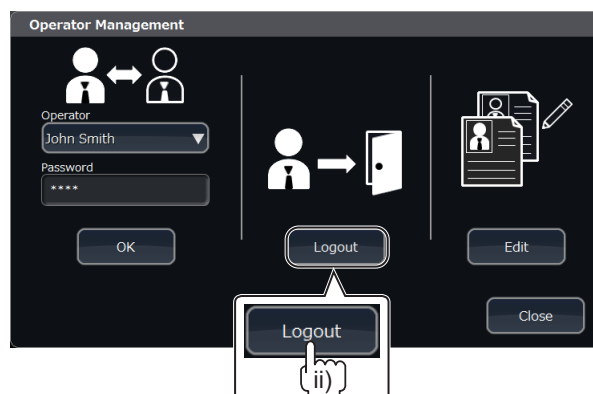 Operator Management
Operator
John Smith
Password
****
OK
Logout
Edit
Close
Logout
ii)